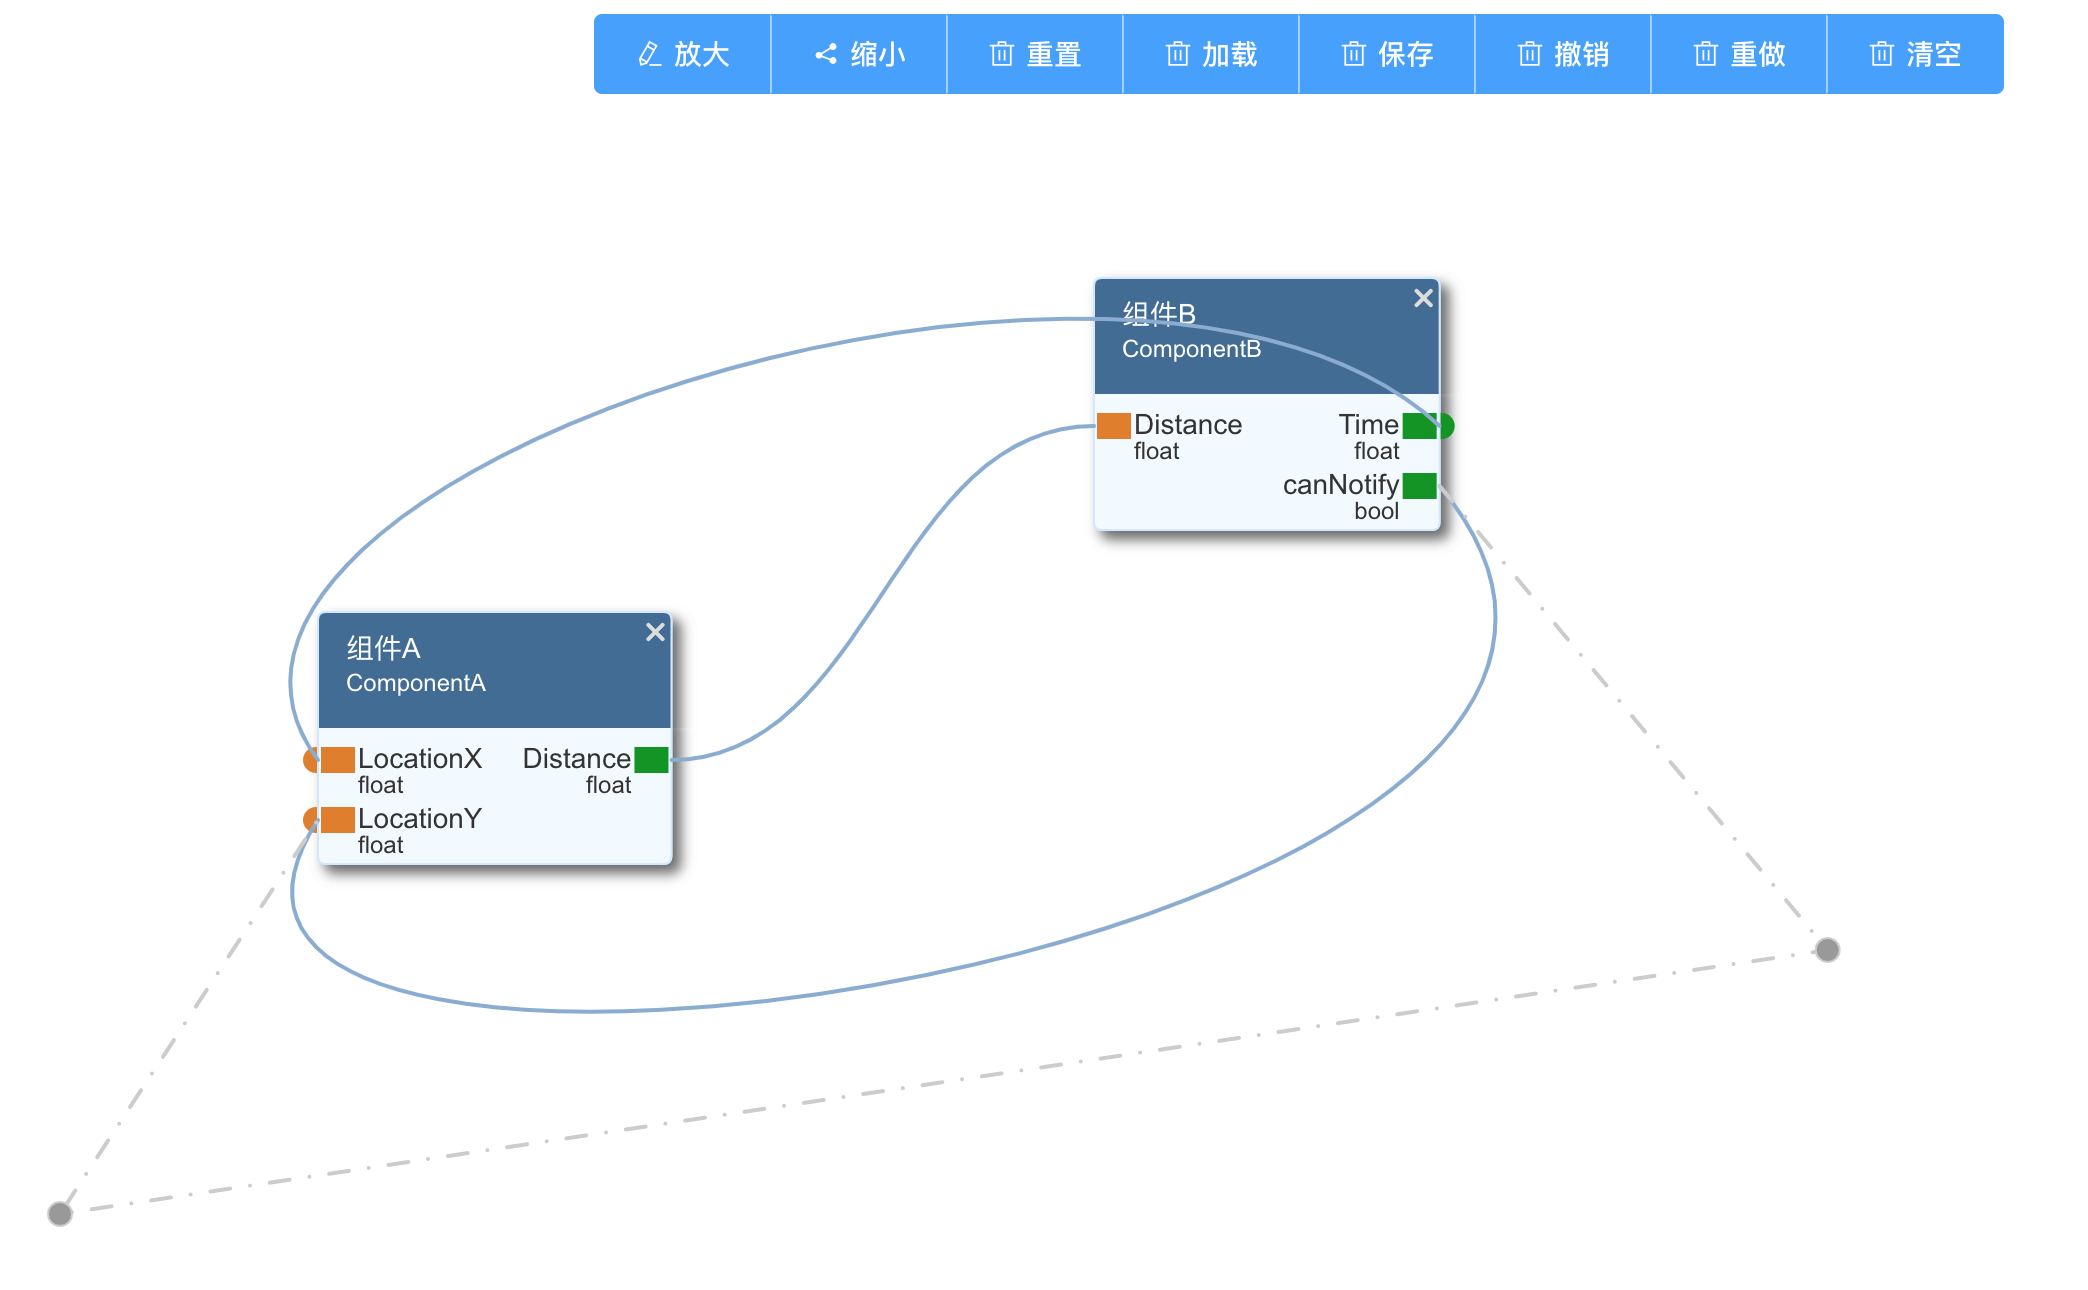 放大 缩小 重置 加载 保存 撤销 重做 清空
组件B
ComponentB
Distance Time
float float
canNotify
bool
组件A
ComponentA
LocationX Distance
float float
LocationY
float